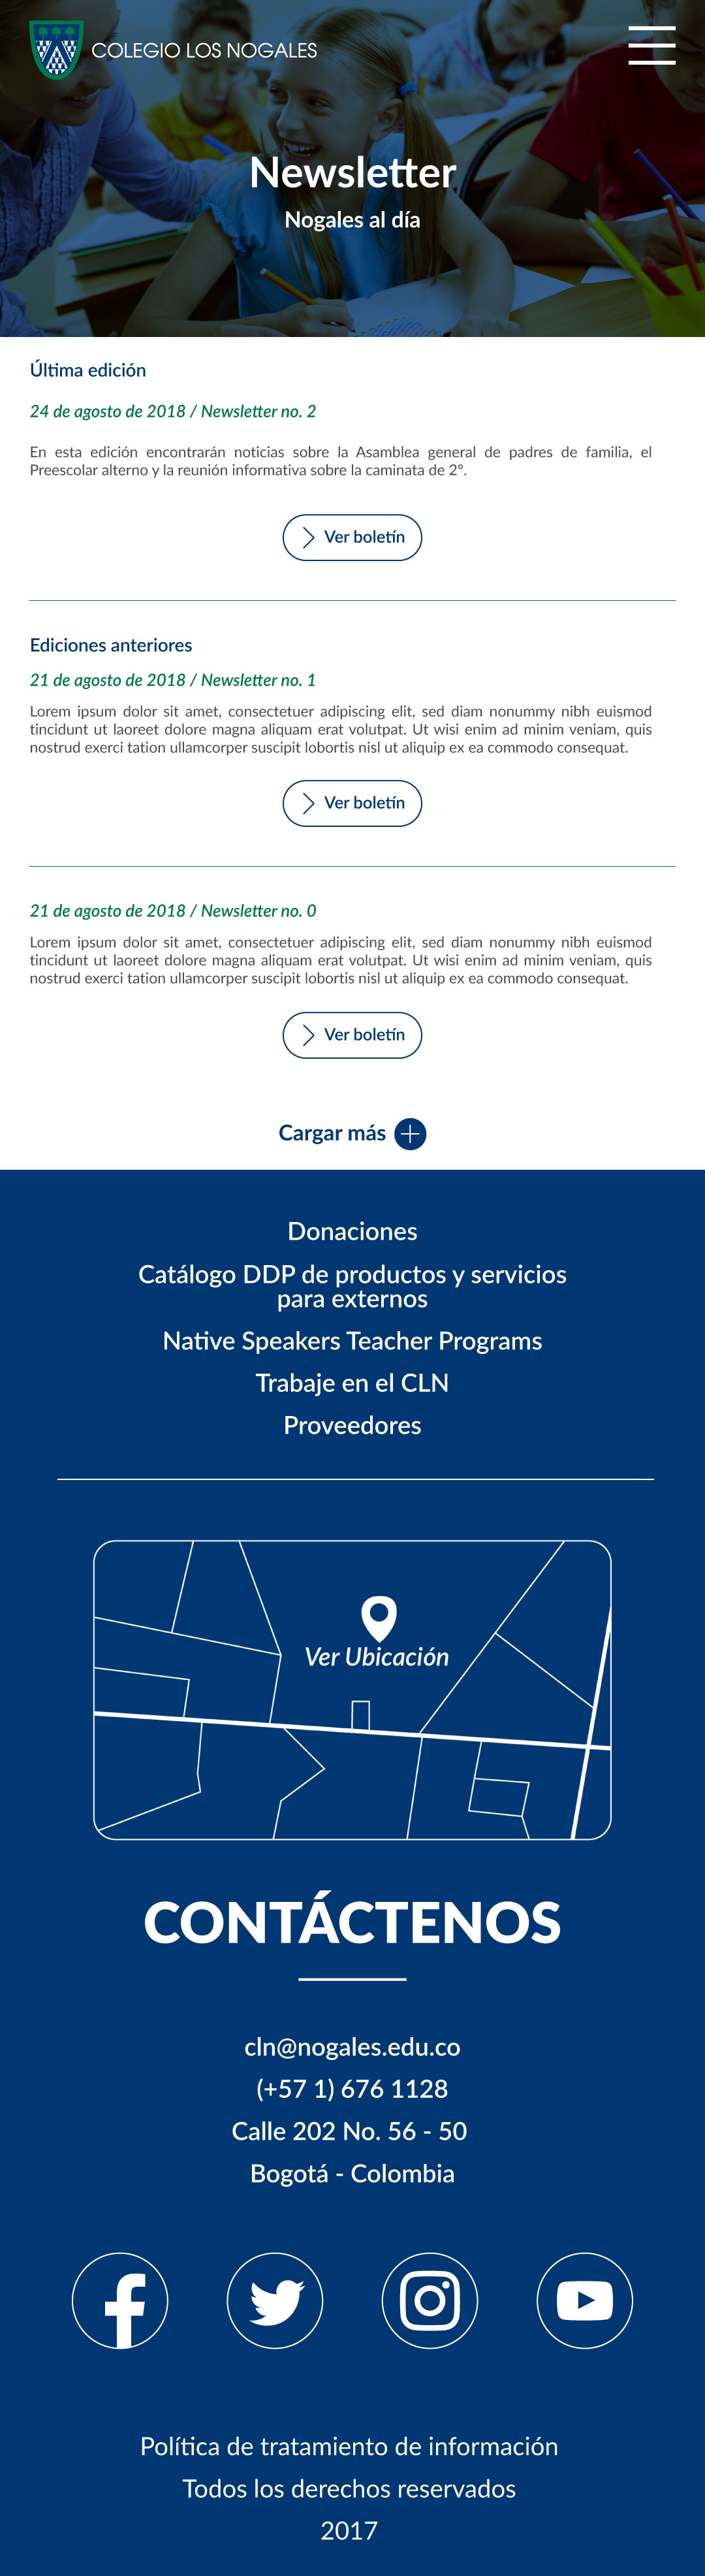 COLEGIO LOS NOGALES
Newsletter
Nogales al día
Última edición
24 de agosto de 2018 / Newsletter no. 2
En esta edición encontrarán noticias sobre la Asamblea general de padres de familia, el
Preescolar alterno y la reunión informativa sobre la caminata de 2º.
Ver boletín
Ediciones anteriores
21 de agosto de 2018 / Newsletter no. 1
Lorem ipsum dolor sit amet, consectetuer adipiscing elit, sed diam nonummy nibh euismod
tincidunt ut laoreet dolore magna aliquam erat volutpat. Ut wisi enim ad minim veniam, quis
nostrud exerci tation ullamcorper suscipit lobortis nisl ut aliquip ex ea commodo consequat.
Ver boletín
21 de agosto de 2018 / Newsletter no. 0
Lorem ipsum dolor sit amet, consectetuer adipiscing elit, sed diam nonummy nibh euismod
tincidunt ut laoreet dolore magna aliquam erat volutpat. Ut wisi enim ad minim veniam, quis
nostrud exerci tation ullamcorper suscipit lobortis nisl ut aliquip ex ea commodo consequat.
Ver boletín
Cargar más
Donaciones
Catálogo DDP de productos y servicios
para externos
Native Speakers Teacher Programs
Trabaje en el CLN
Proveedores
Ver Ubicación
CONTÁCTENOS
cln@nogales.edu.co
(+57 1) 676 1128
Calle 202 No. 56 - 50
Bogotá - Colombia
Política de tratamiento de información
Todos los derechos reservados
2017